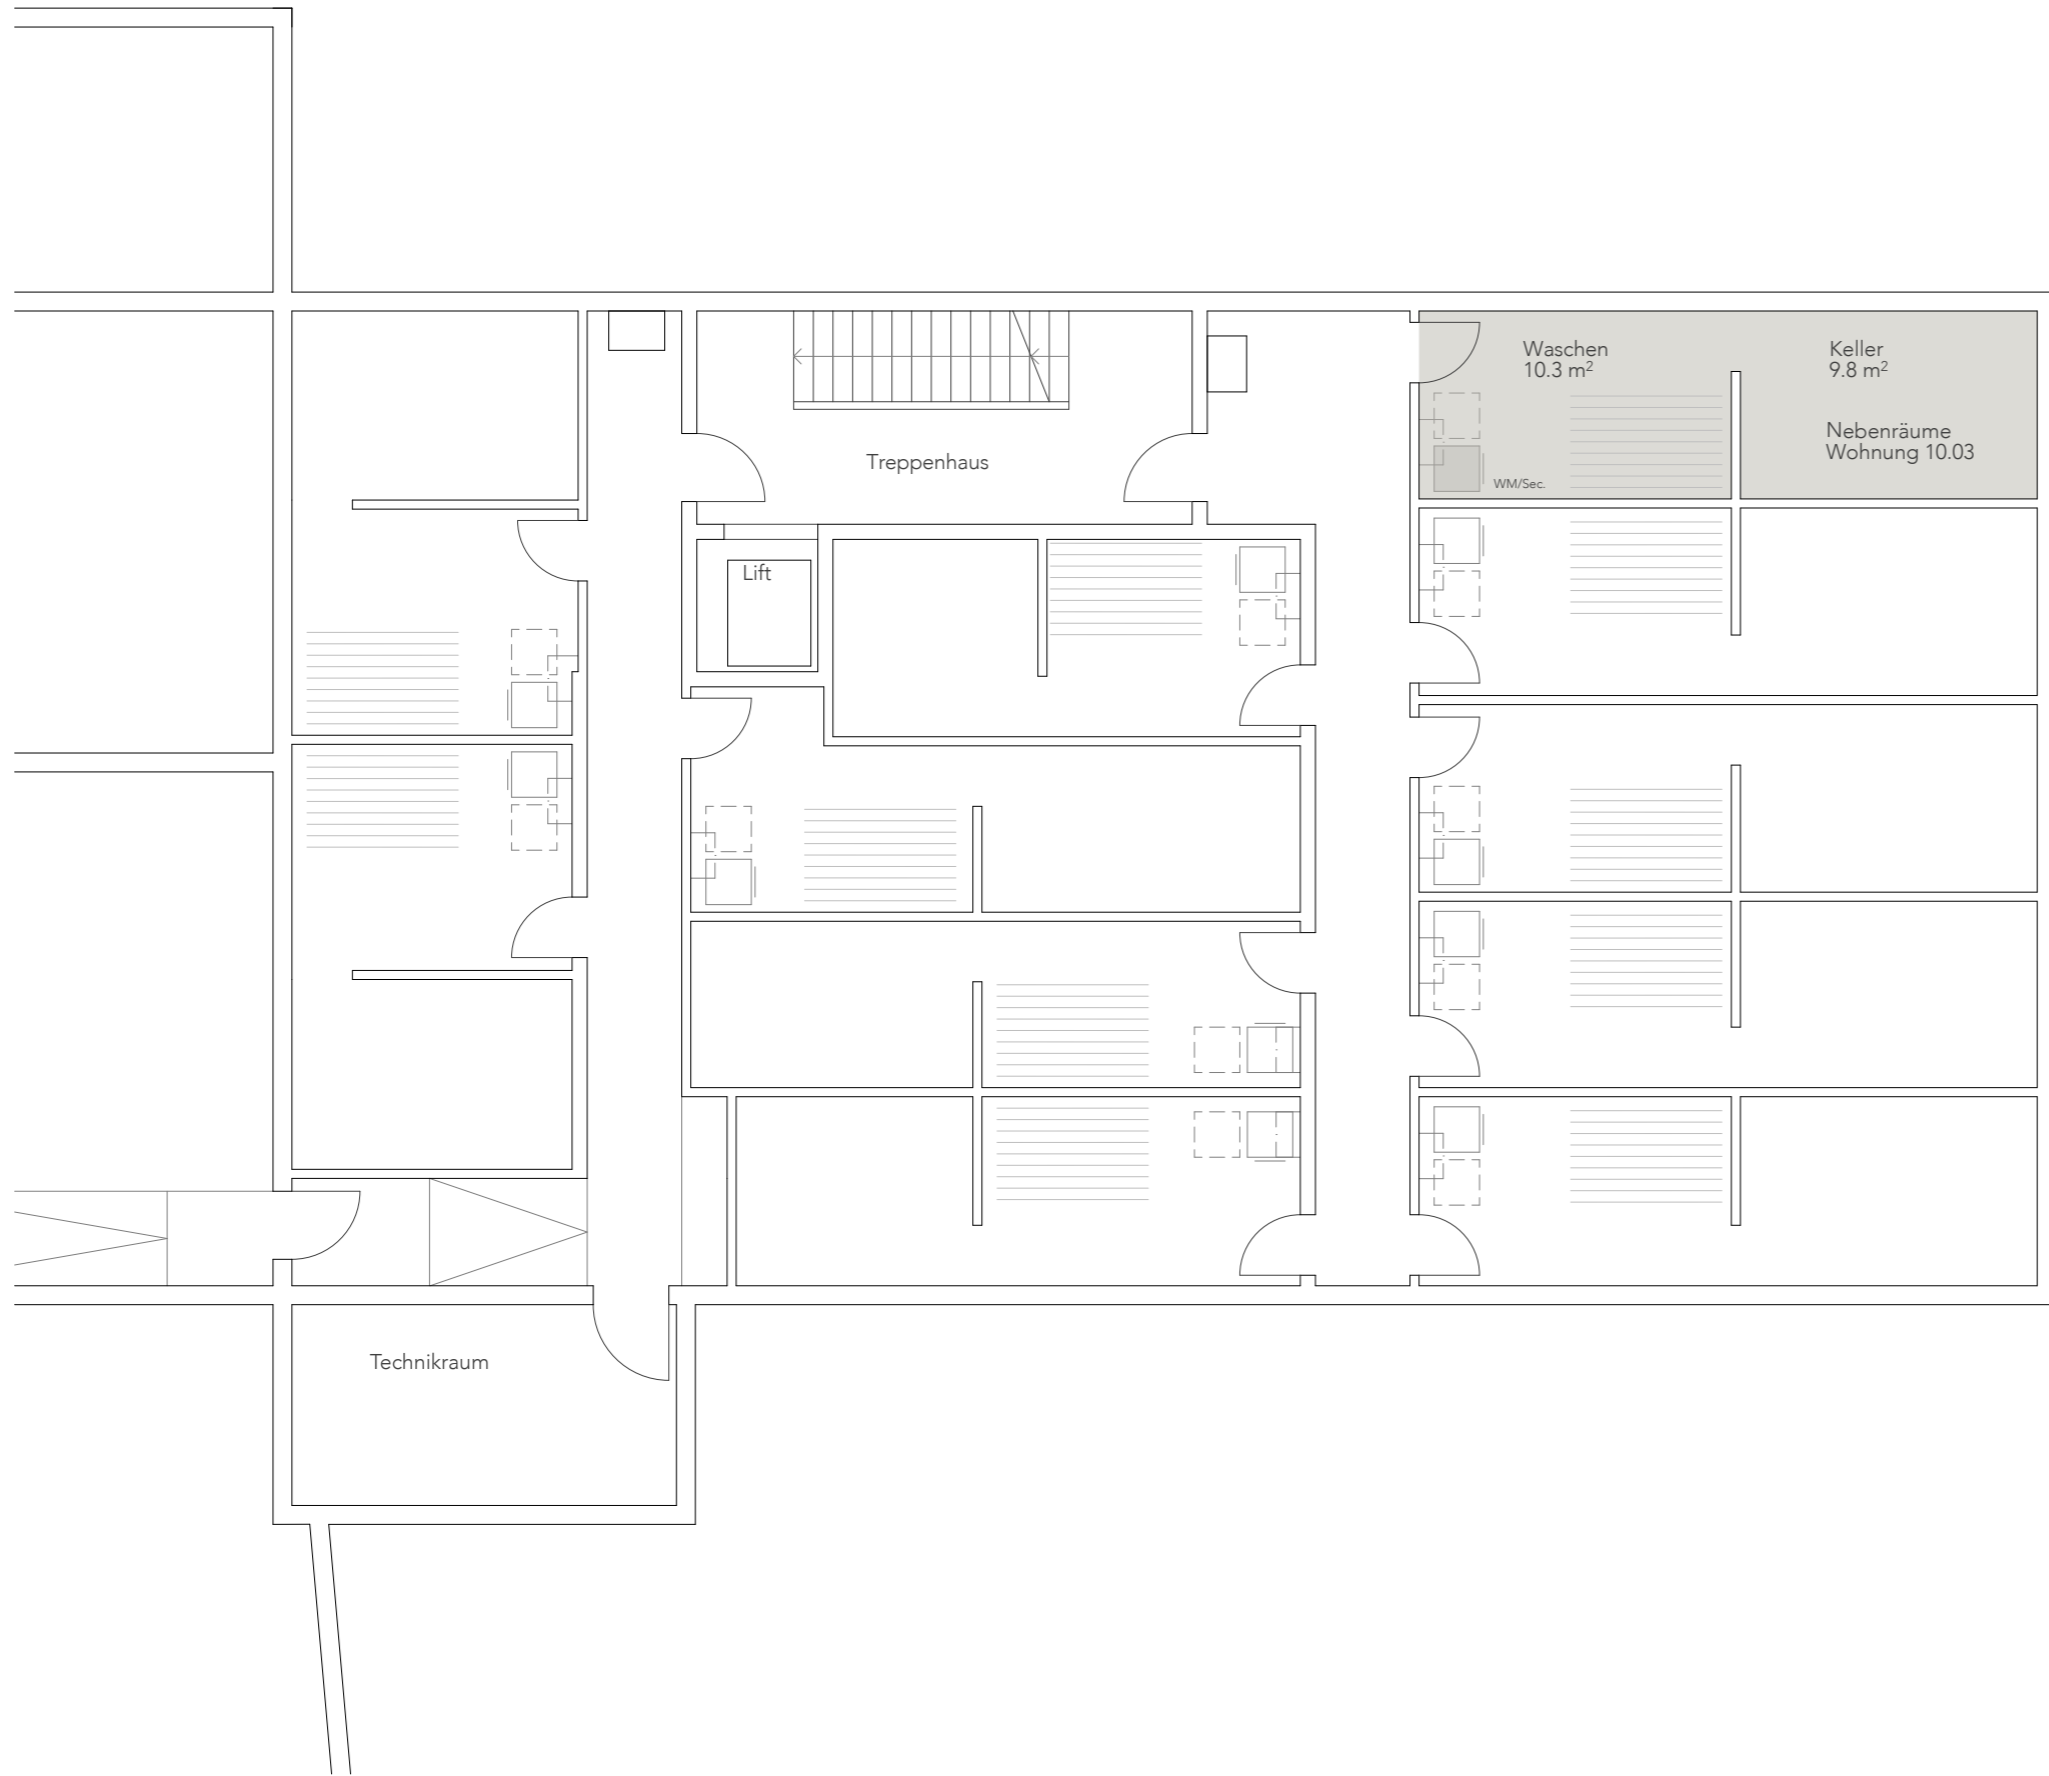 Waschen
10.3 m²
Keller
9.8 m²
Nebenräume
Wohnung 10.03
WM/Sec.
Treppenhaus
Lift
Technikraum